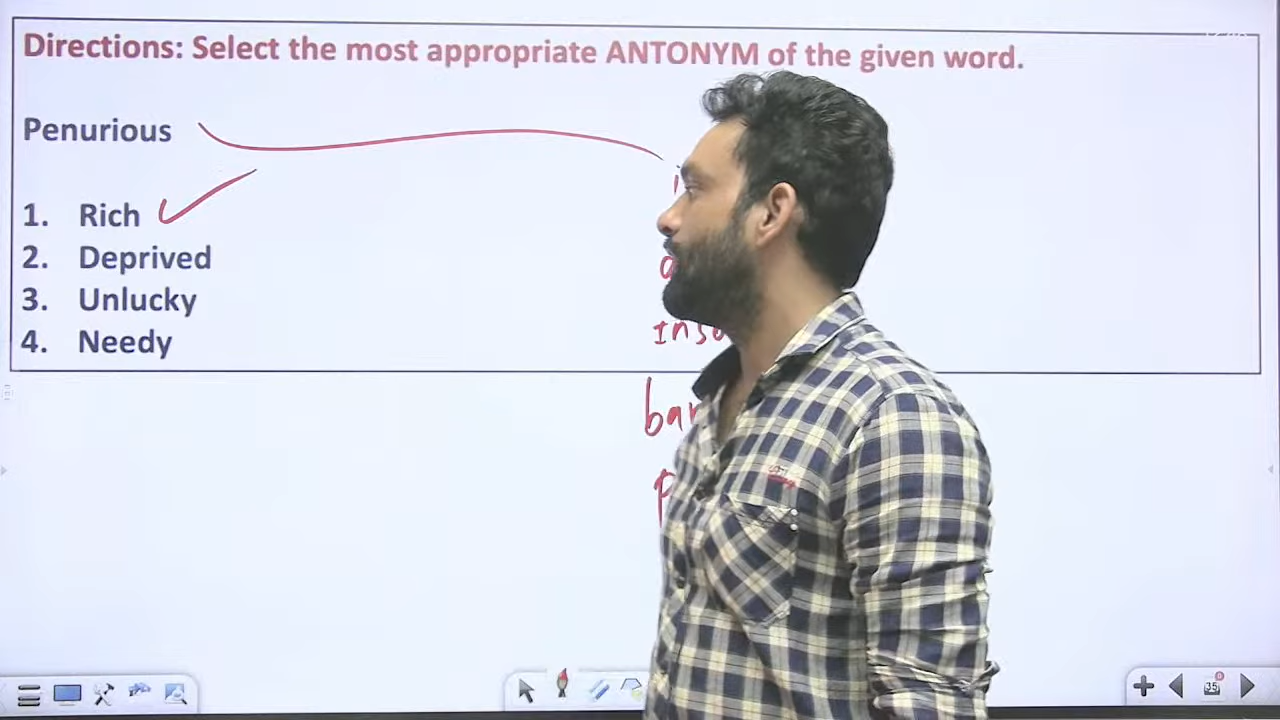 Directions: Select the most appropriate ANTONYM of the given word.
Penurious
1. Rich
2. Deprived
3. Unlucky
4. Needy
35